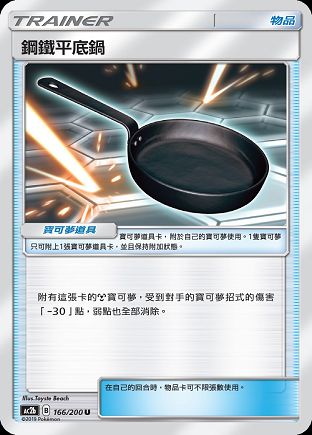 TRAINER 物品
鋼鐵平底鍋
寶可夢道具
寶可夢道具卡，附於自己的寶可夢使用。1隻寶可夢
只可附上1張寶可夢道具，並且保持附加狀態。
附有這張卡的寶可夢，受到對手的寶可夢招式的傷害
「-30」點，弱點也全部消除。
Illus.Toyste Beach
AC2b B 166/200 U
©2019 Pokémon
在自己的回合時，物品卡可不限張數使用。